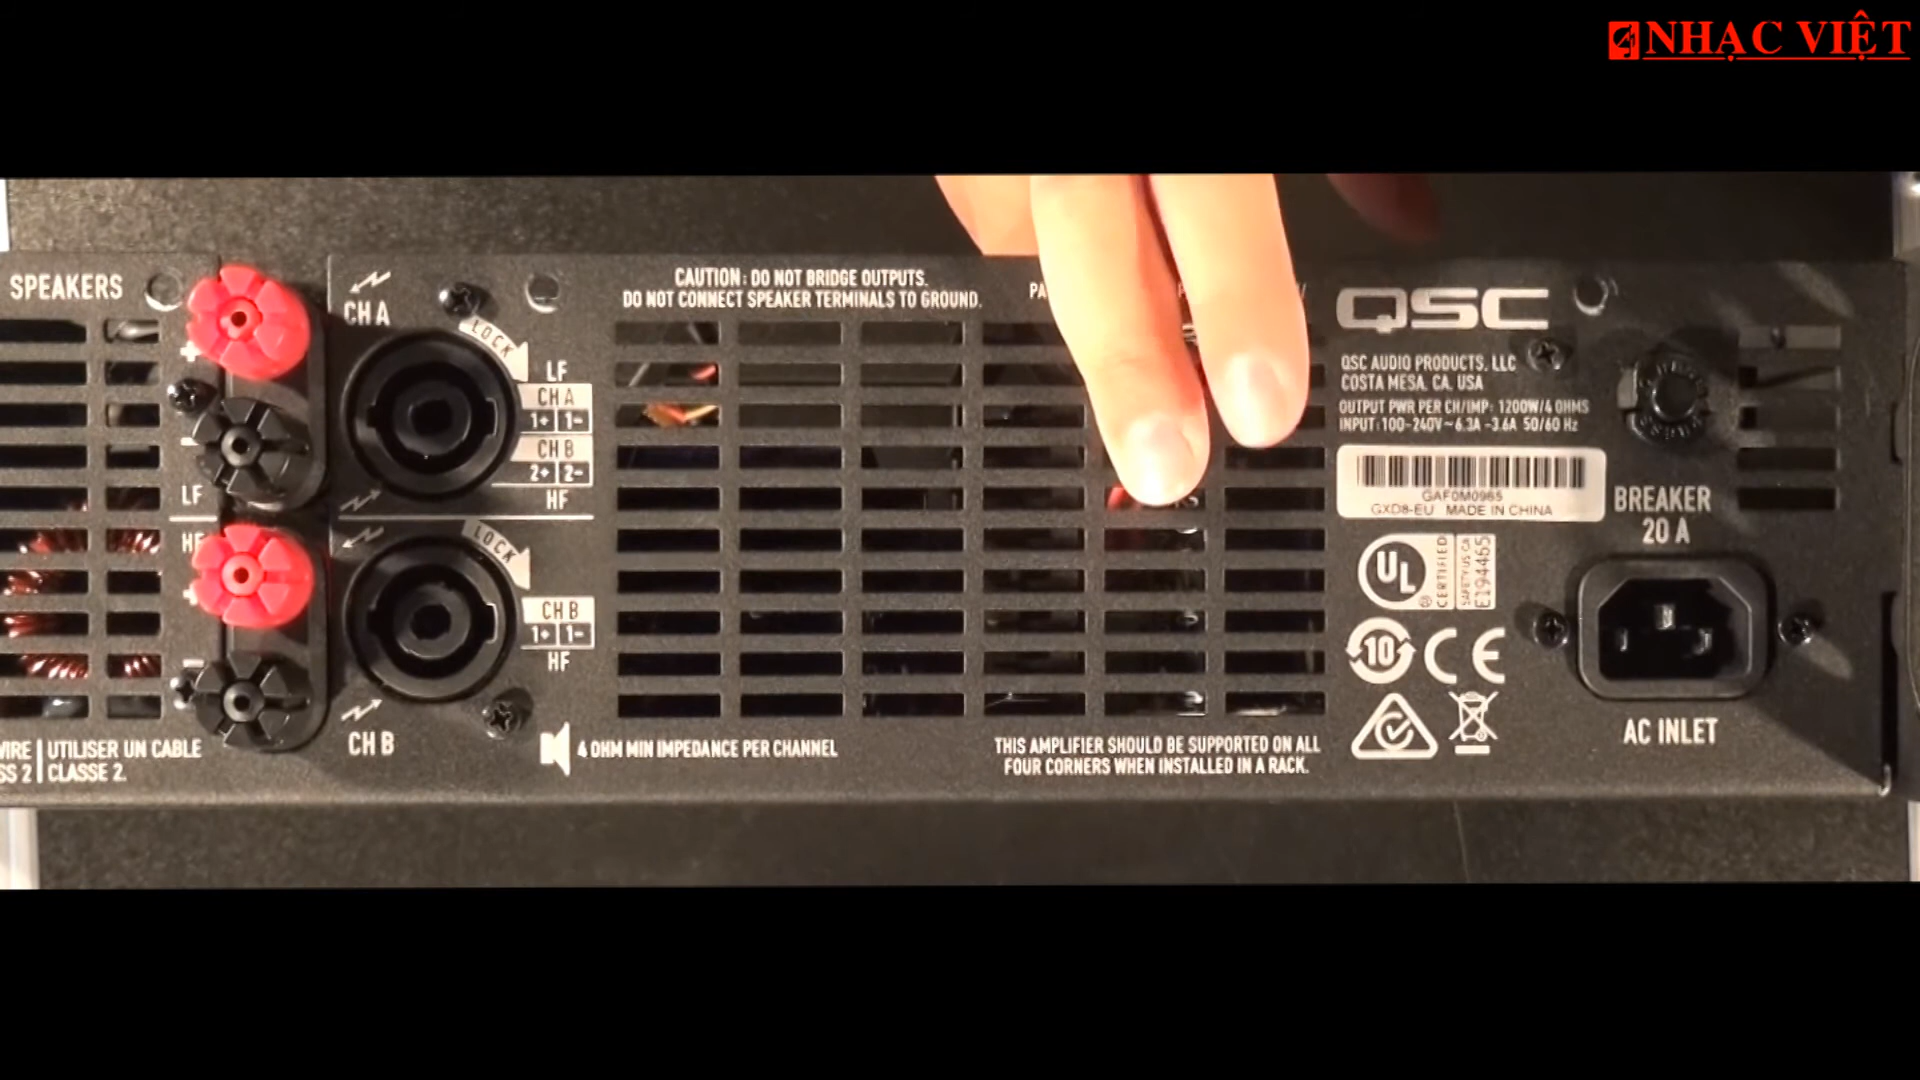 NHẠC VIỆT
SPEAKERS
CH A
LOCK
LF
CH A
1+ 1-
CH B
2+ 2-
HF
LF
HF
LOCK
CH B
1+ 1-
HF
CH B
UTILISER UN CABLE
CLASSE 2.
4 OHM MIN IMPEDANCE PER CHANNEL
CAUTION: DO NOT BRIDGE OUTPUTS.
DO NOT CONNECT SPEAKER TERMINALS TO GROUND.
THIS AMPLIFIER SHOULD BE SUPPORTED ON ALL
FOUR CORNERS WHEN INSTALLED IN A RACK.
QSC
QSC AUDIO PRODUCTS, LLC
COSTA MESA, CA, USA
OUTPUT PWR PER CH/IMP: 1200W/4 OHMS
INPUT: 100-240V~6.3A -3.6A 50/60 Hz
GAF0M0965
GXD8-EU MADE IN CHINA
UL
CERTIFIED
SAFETY US CA
E194465
10
CE
BREAKER
20 A
AC INLET